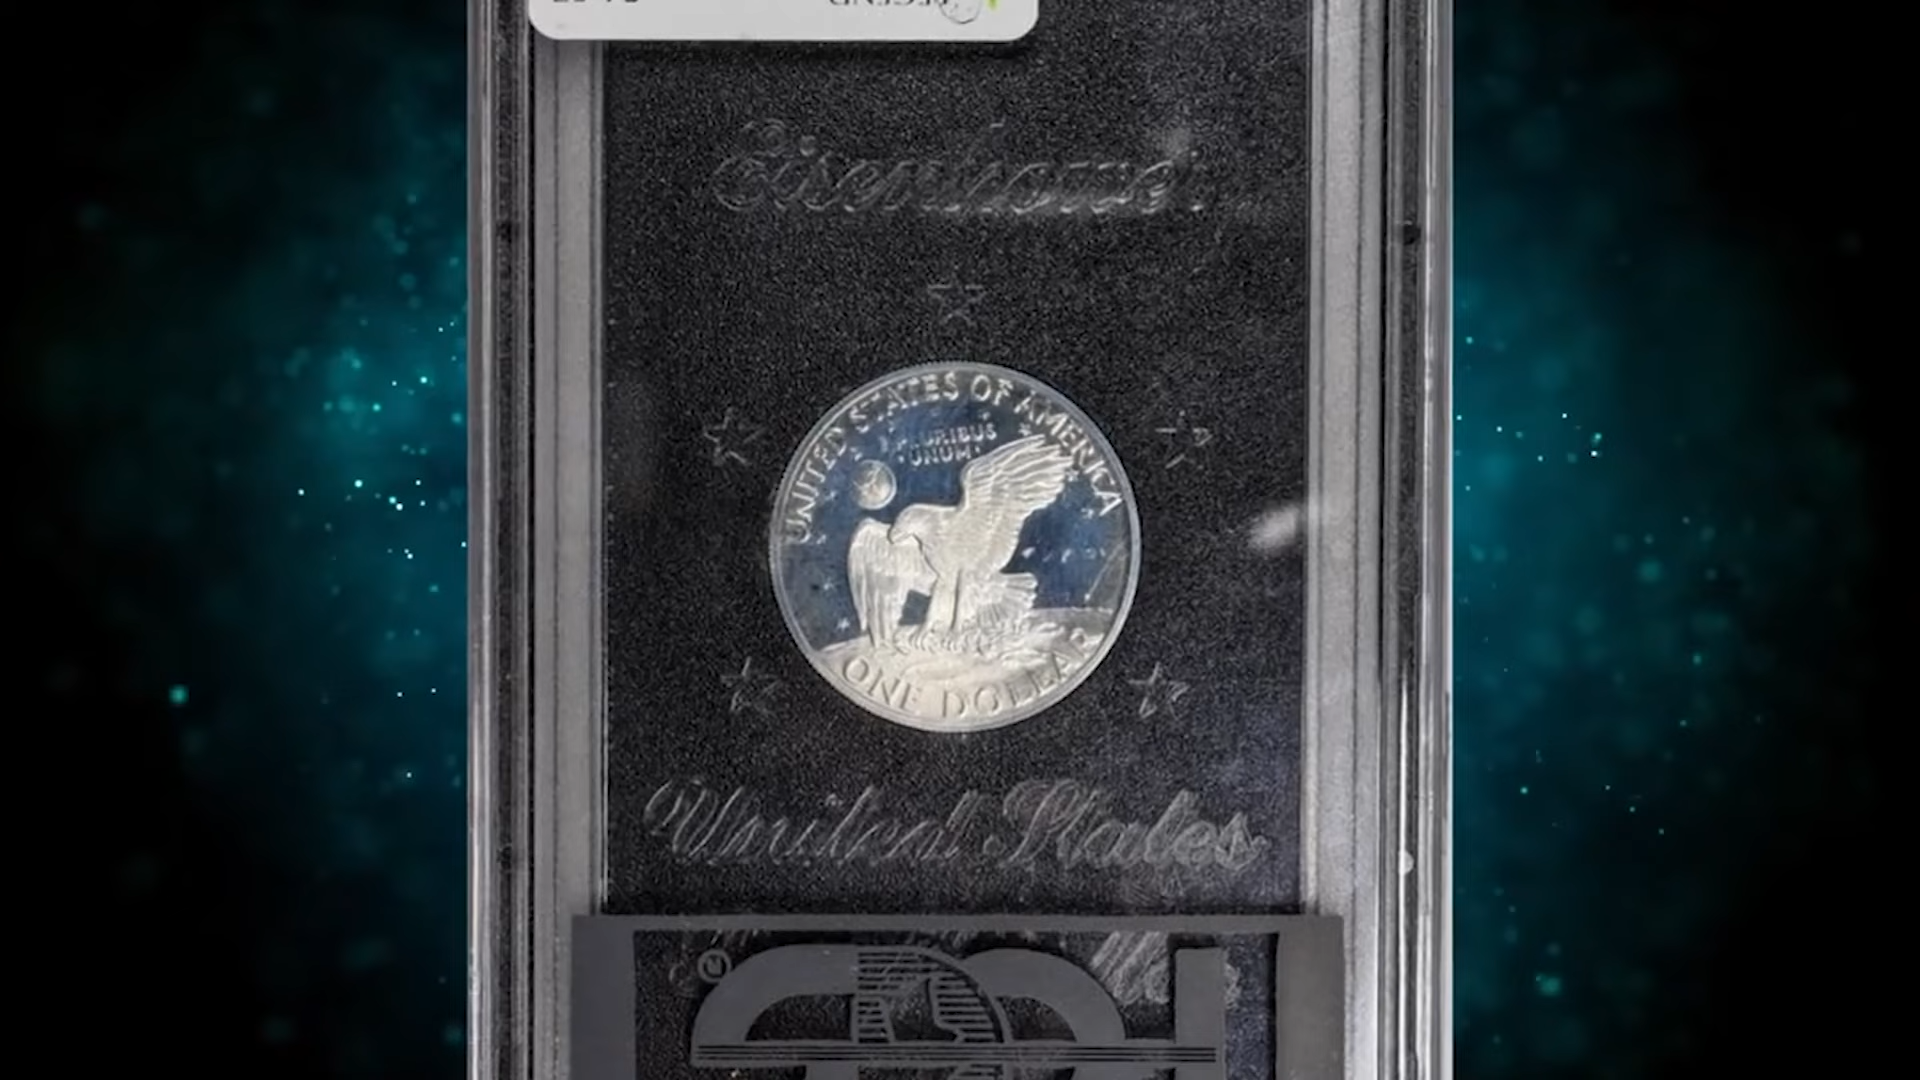 Eisenhower
UNITED STATES OF AMERICA
E PLURIBUS
UNUM
ONE DOLLAR
United States